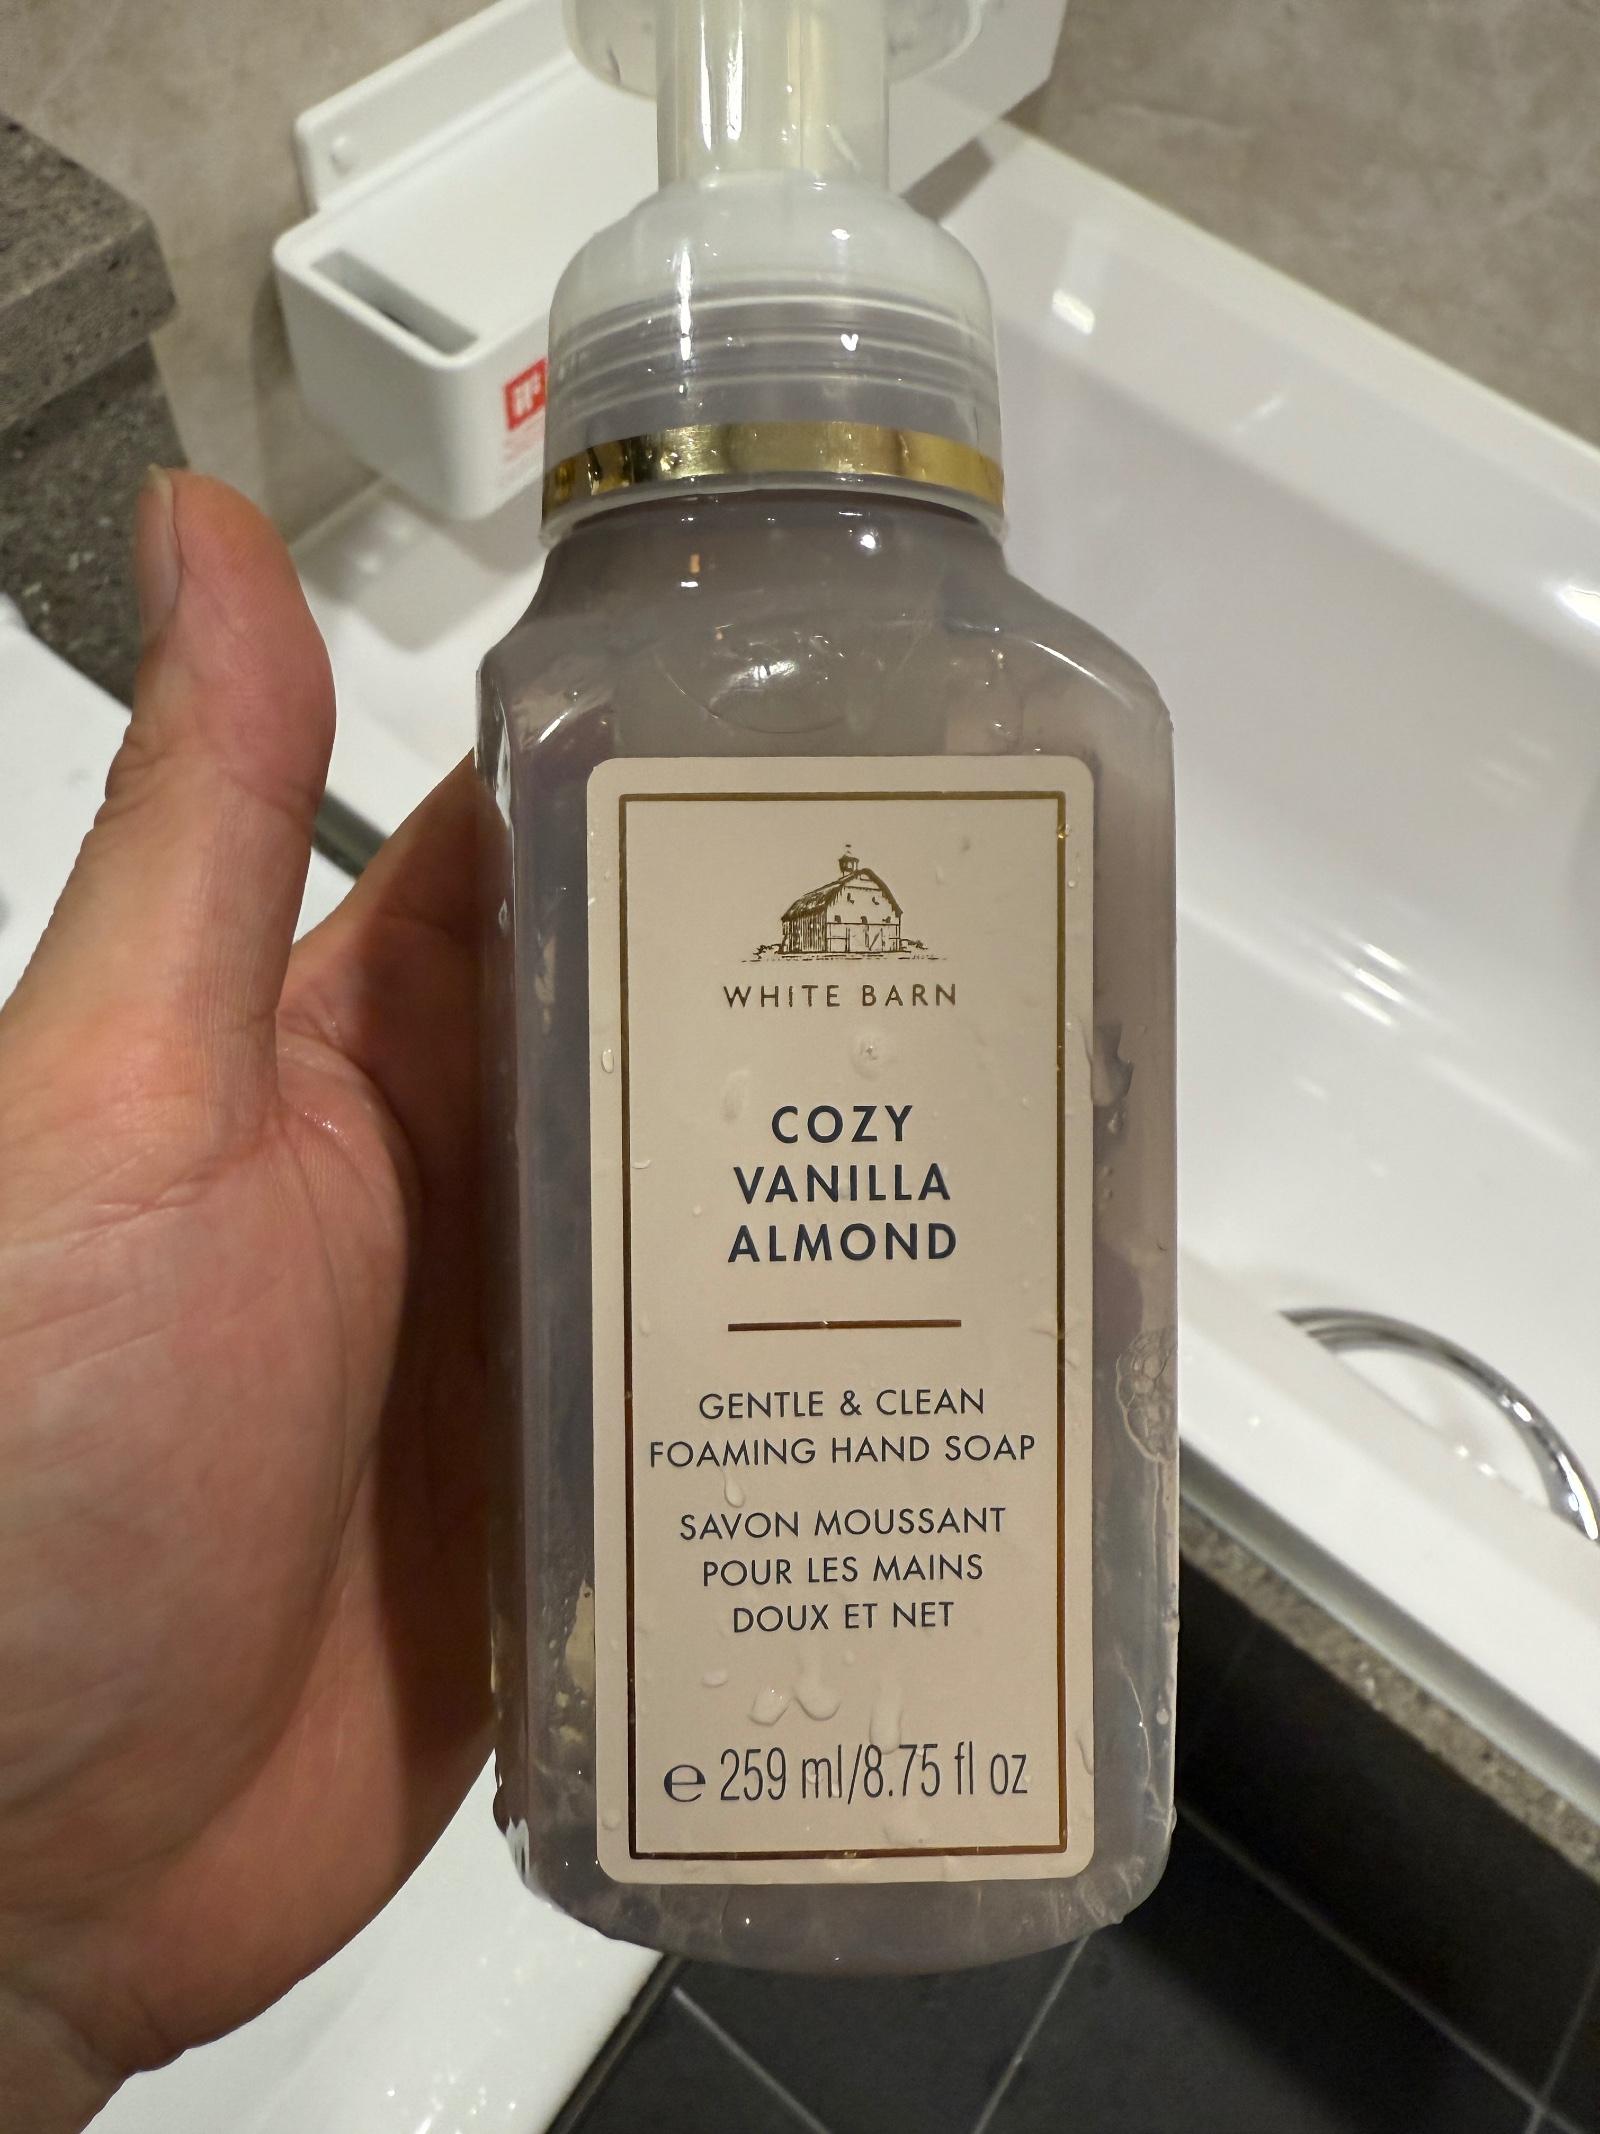 WHITE BARN
COZY
VANILLA
ALMOND
GENTLE & CLEAN
FOAMING HAND SOAP
SAVON MOUSSANT
POUR LES MAINS
DOUX ET NET
℮ 259 ml/8.75 fl oz